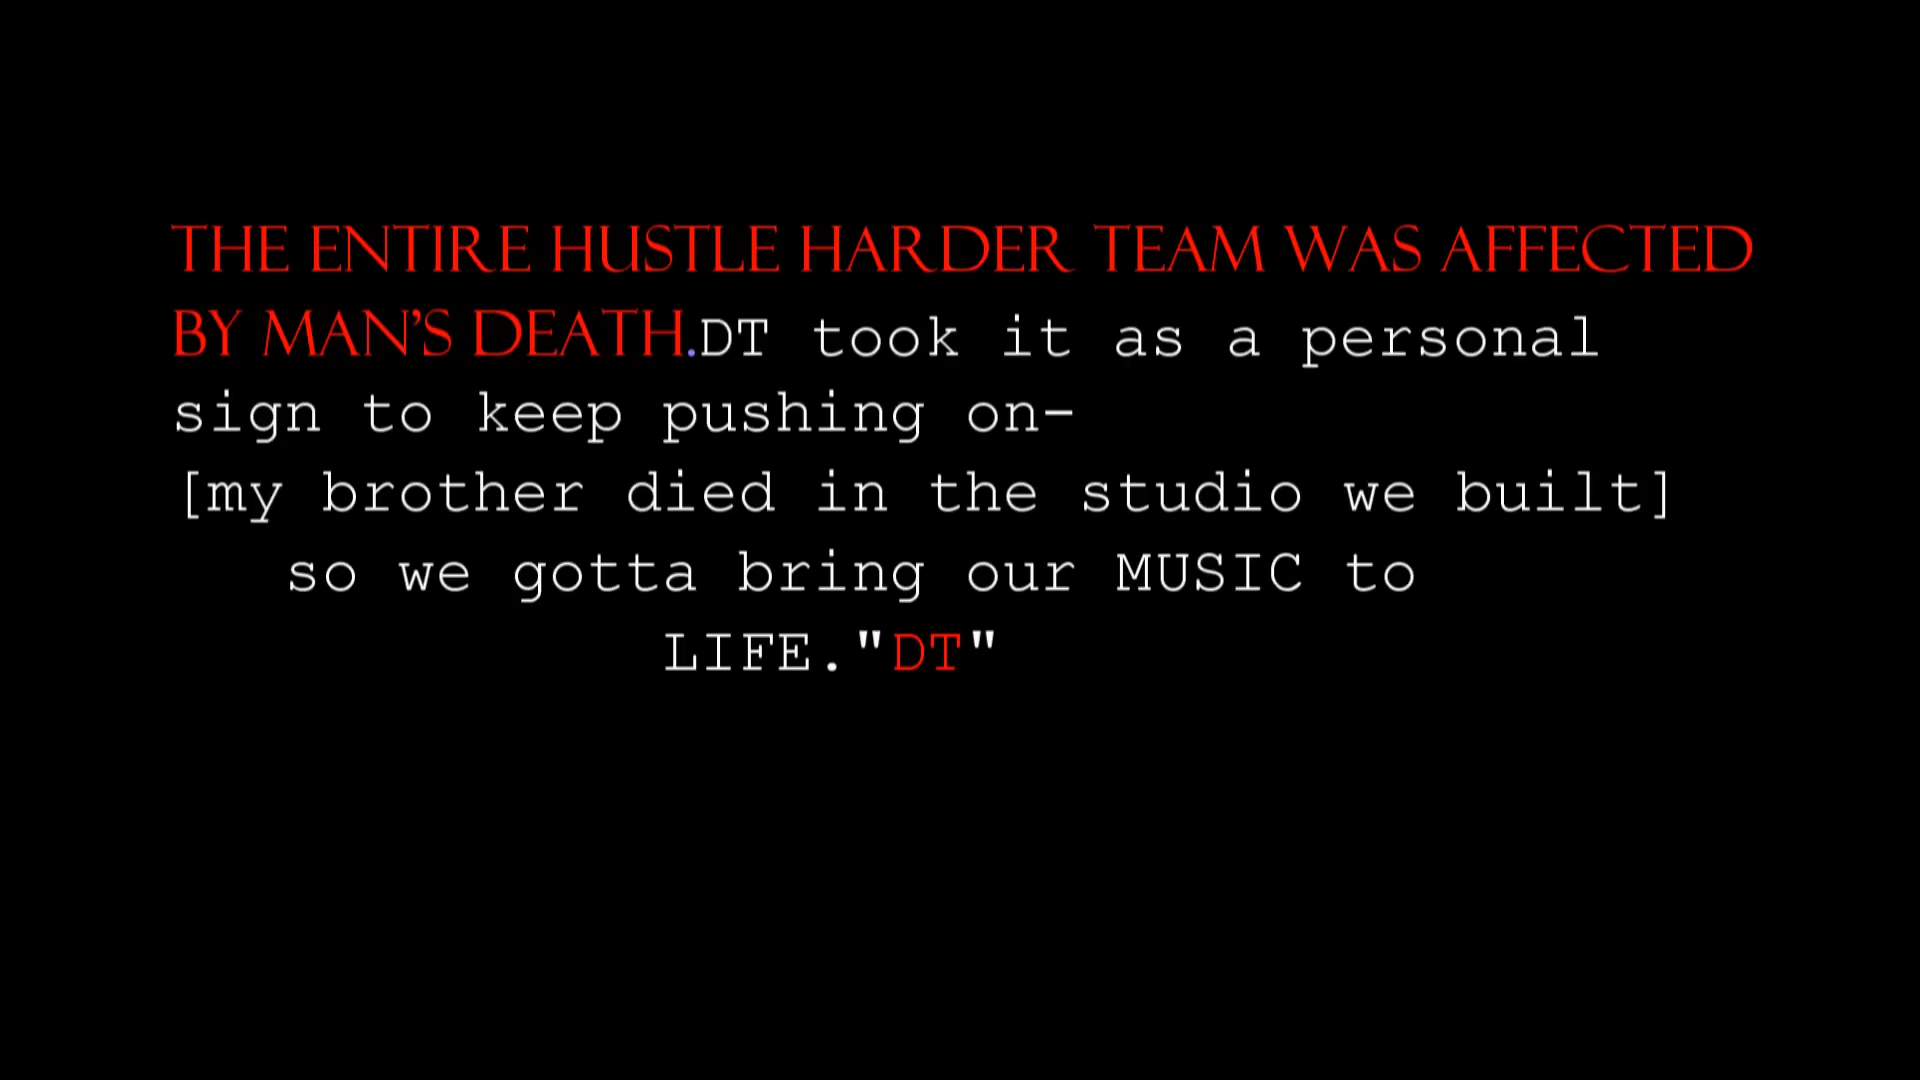 THE ENTIRE HUSTLE HARDER TEAM WAS AFFECTED
BY MAN'S DEATH.DT took it as a personal
sign to keep pushing on-
[my brother died in the studio we built]
so we gotta bring our MUSIC to
LIFE."DT"